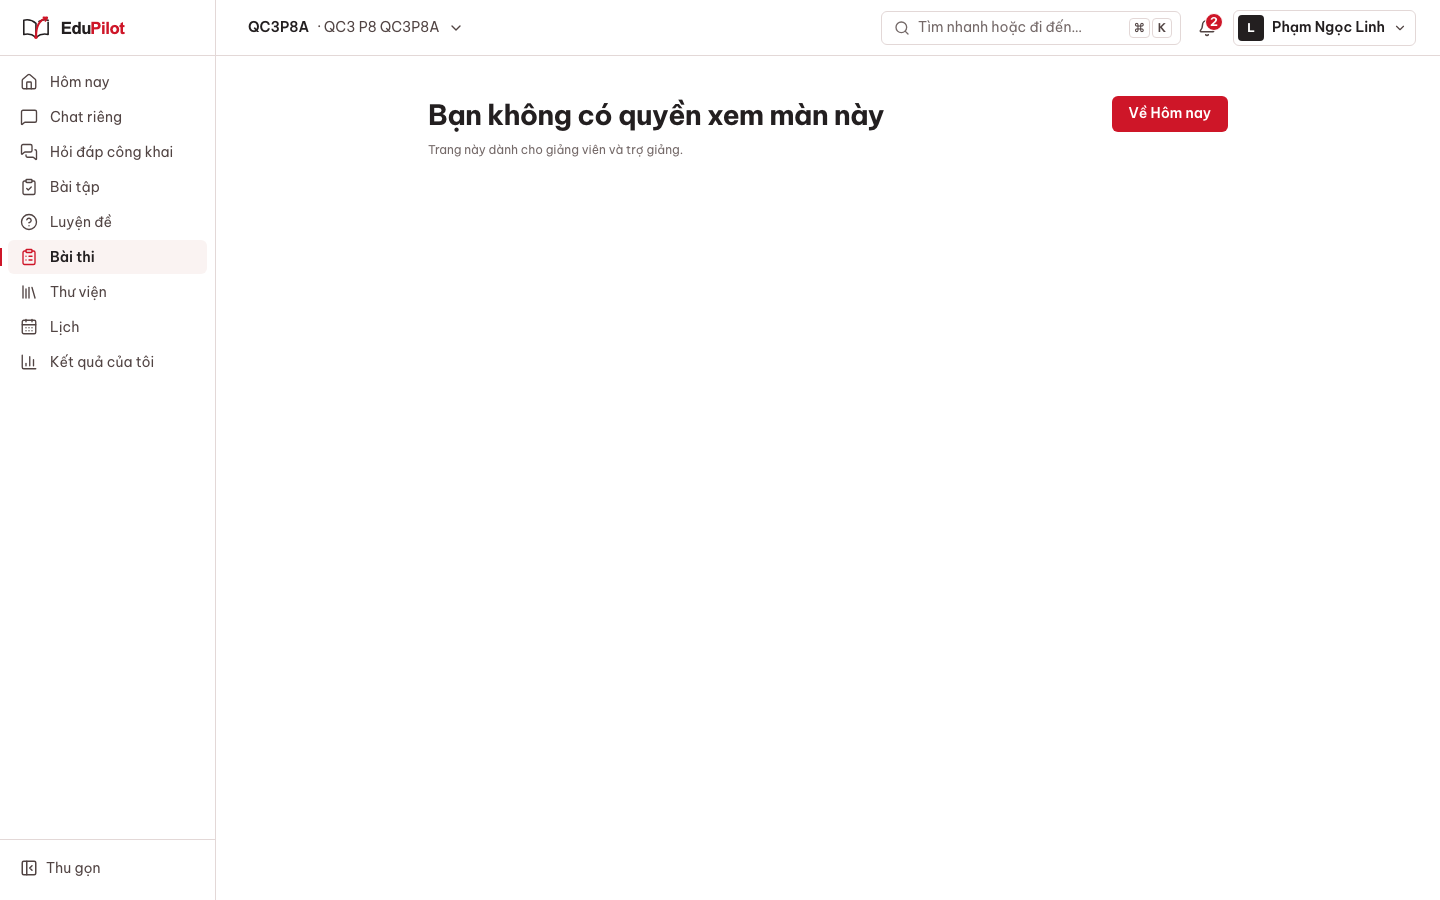 EduPilot
QC3P8A · QC3 P8 QC3P8A
Tìm nhanh hoặc đi đến...
⌘ K
2
L
Phạm Ngọc Linh
Hôm nay
Chat riêng
Hỏi đáp công khai
Bài tập
Luyện đề
Bài thi
Thư viện
Lịch
Kết quả của tôi
Thu gọn
Bạn không có quyền xem màn này
Về Hôm nay
Trang này dành cho giảng viên và trợ giảng.